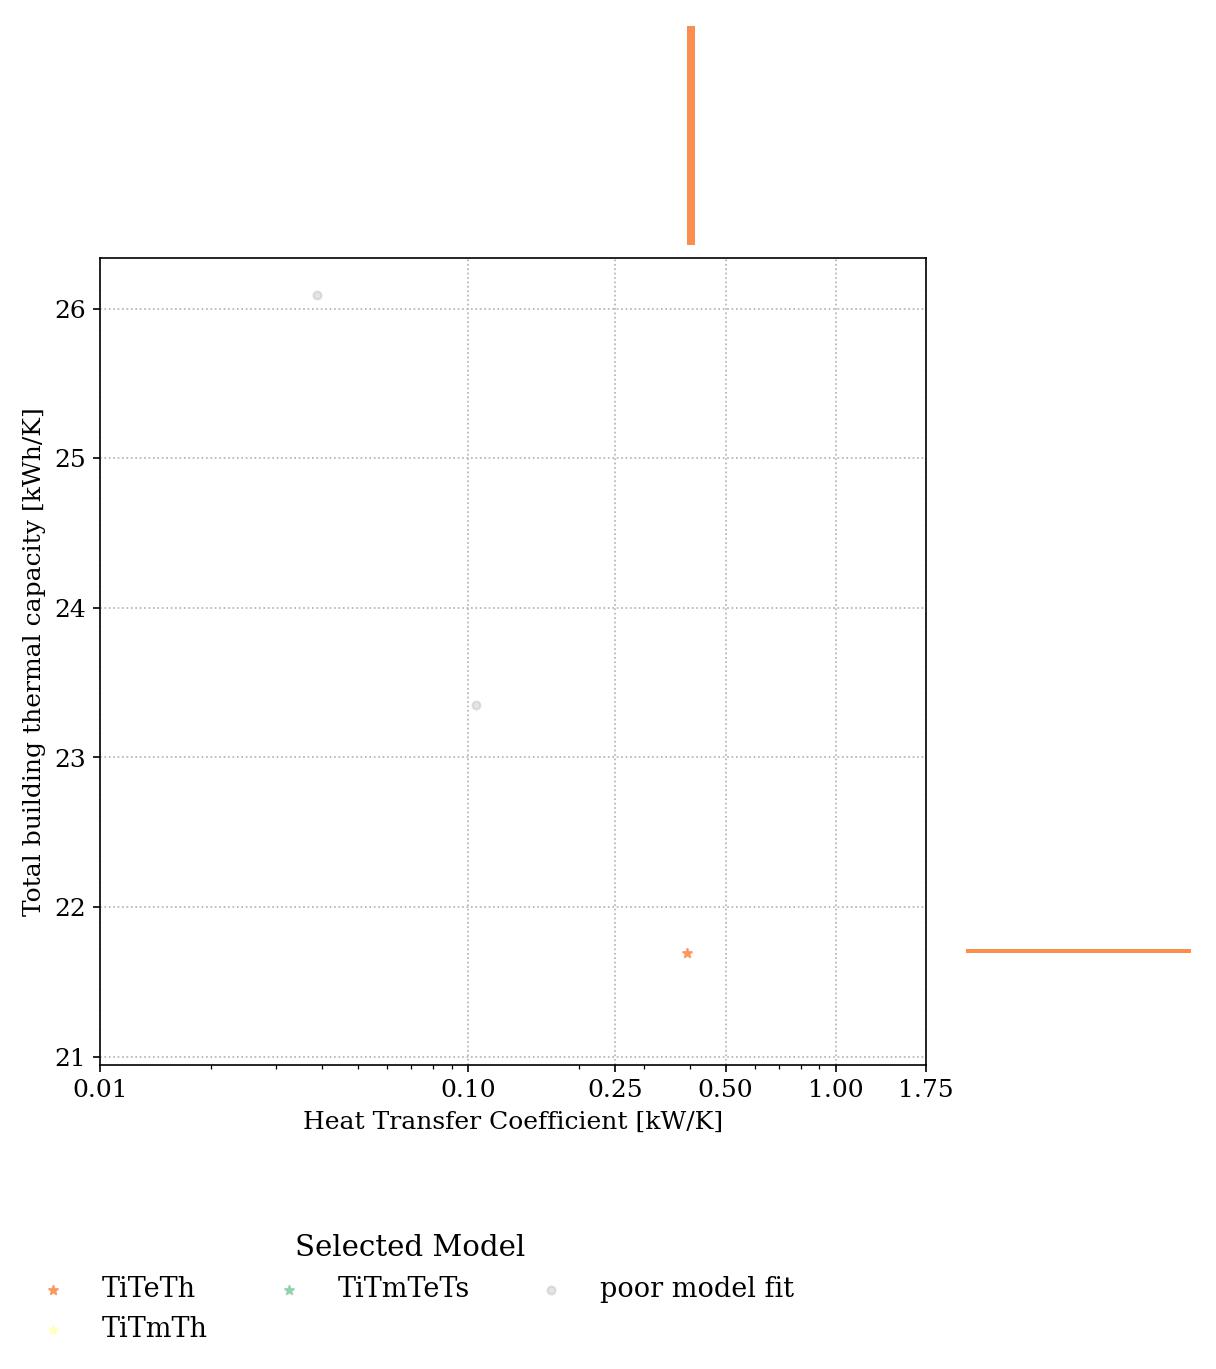 26
25
24
23
22
21
Total building thermal capacity [kWh/K]
0.01 0.10 0.25 0.50 1.00 1.75
Heat Transfer Coefficient [kW/K]
Selected Model
TiTeTh TiTmTeTs poor model fit
TiTmTh